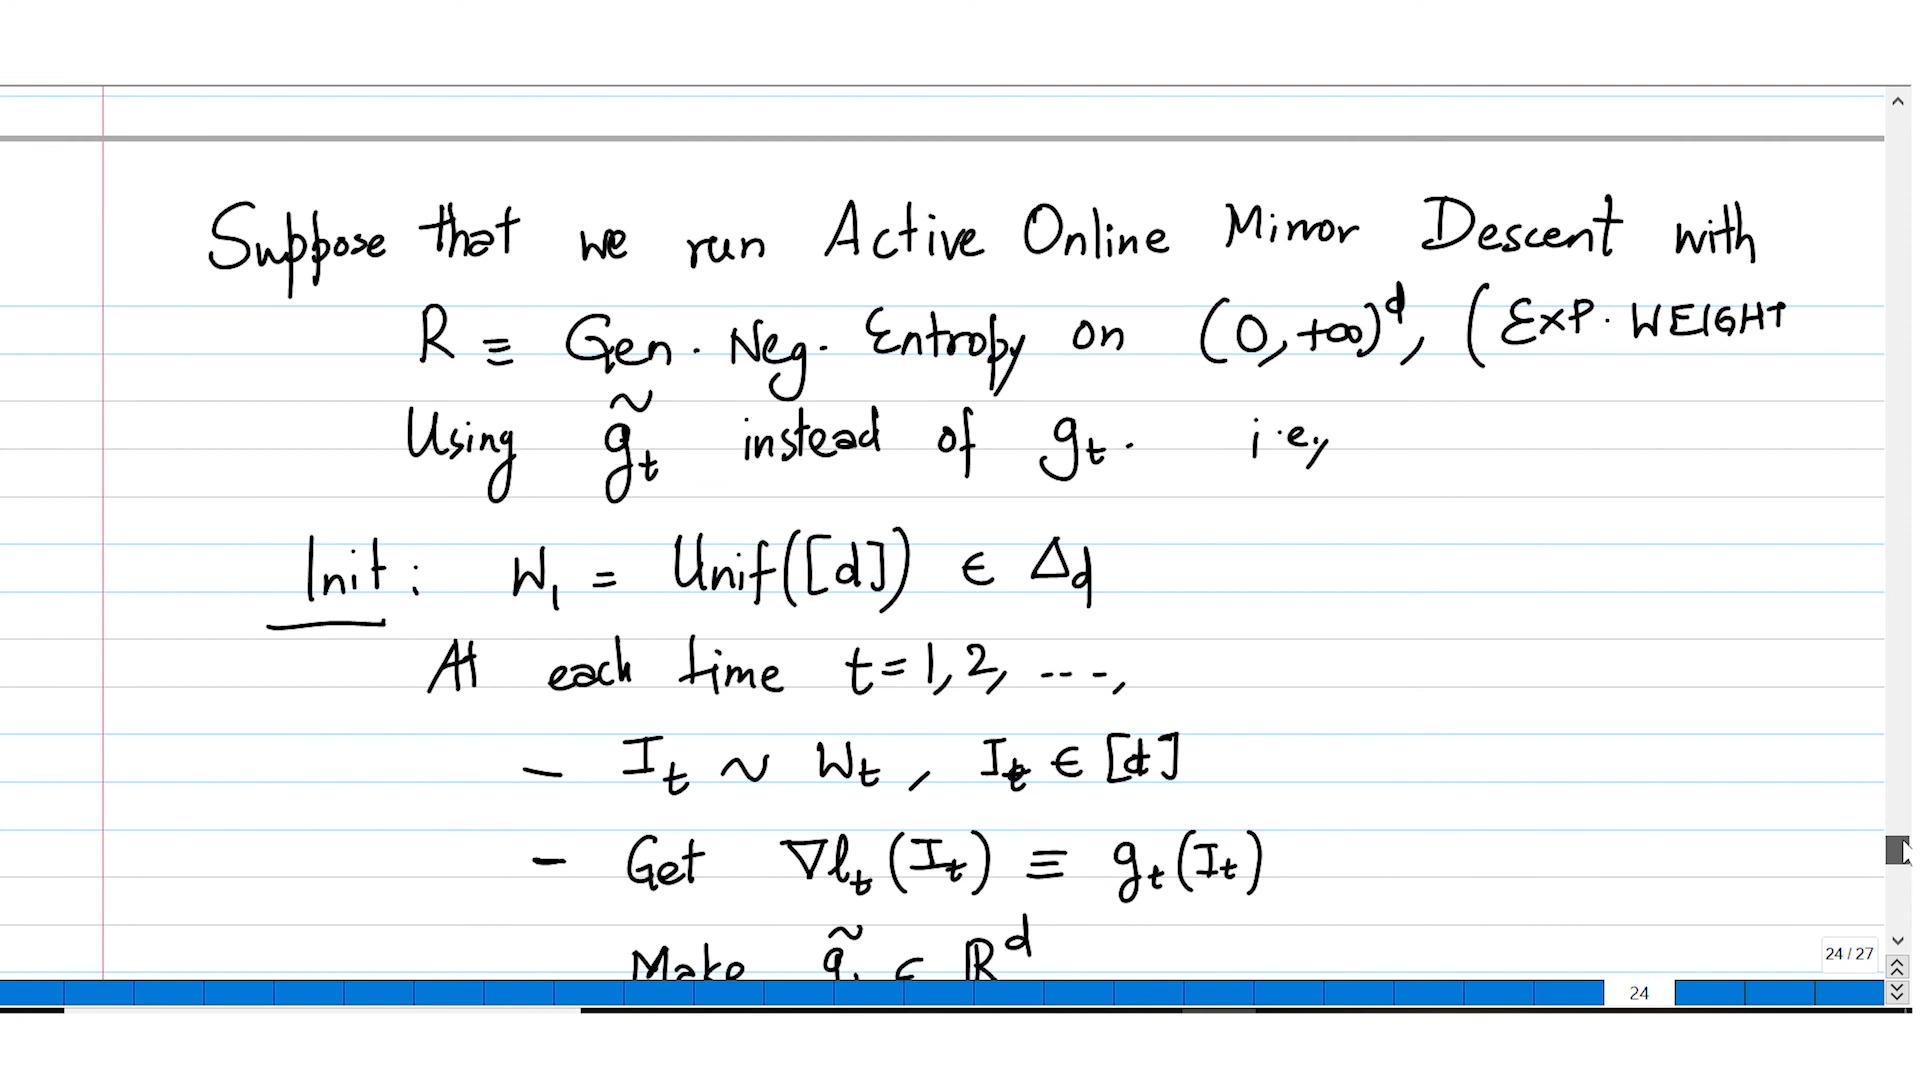 Suppose that we run Active Online Mirror Descent with
R ≡ Gen. Neg. Entropy on (0, +∞)^d, (EXP. WEIGHT
Using g̃_t instead of g_t. i.e.,
Init: W_1 = Unif([d]) ∈ Δ_d
At each time t = 1, 2, ----,
- I_t ~ W_t, I_t ∈ [d]
- Get ∇l_t(I_t) ≡ g_t(I_t)
Make g̃_t ∈ ℝ^d
24 / 27
24